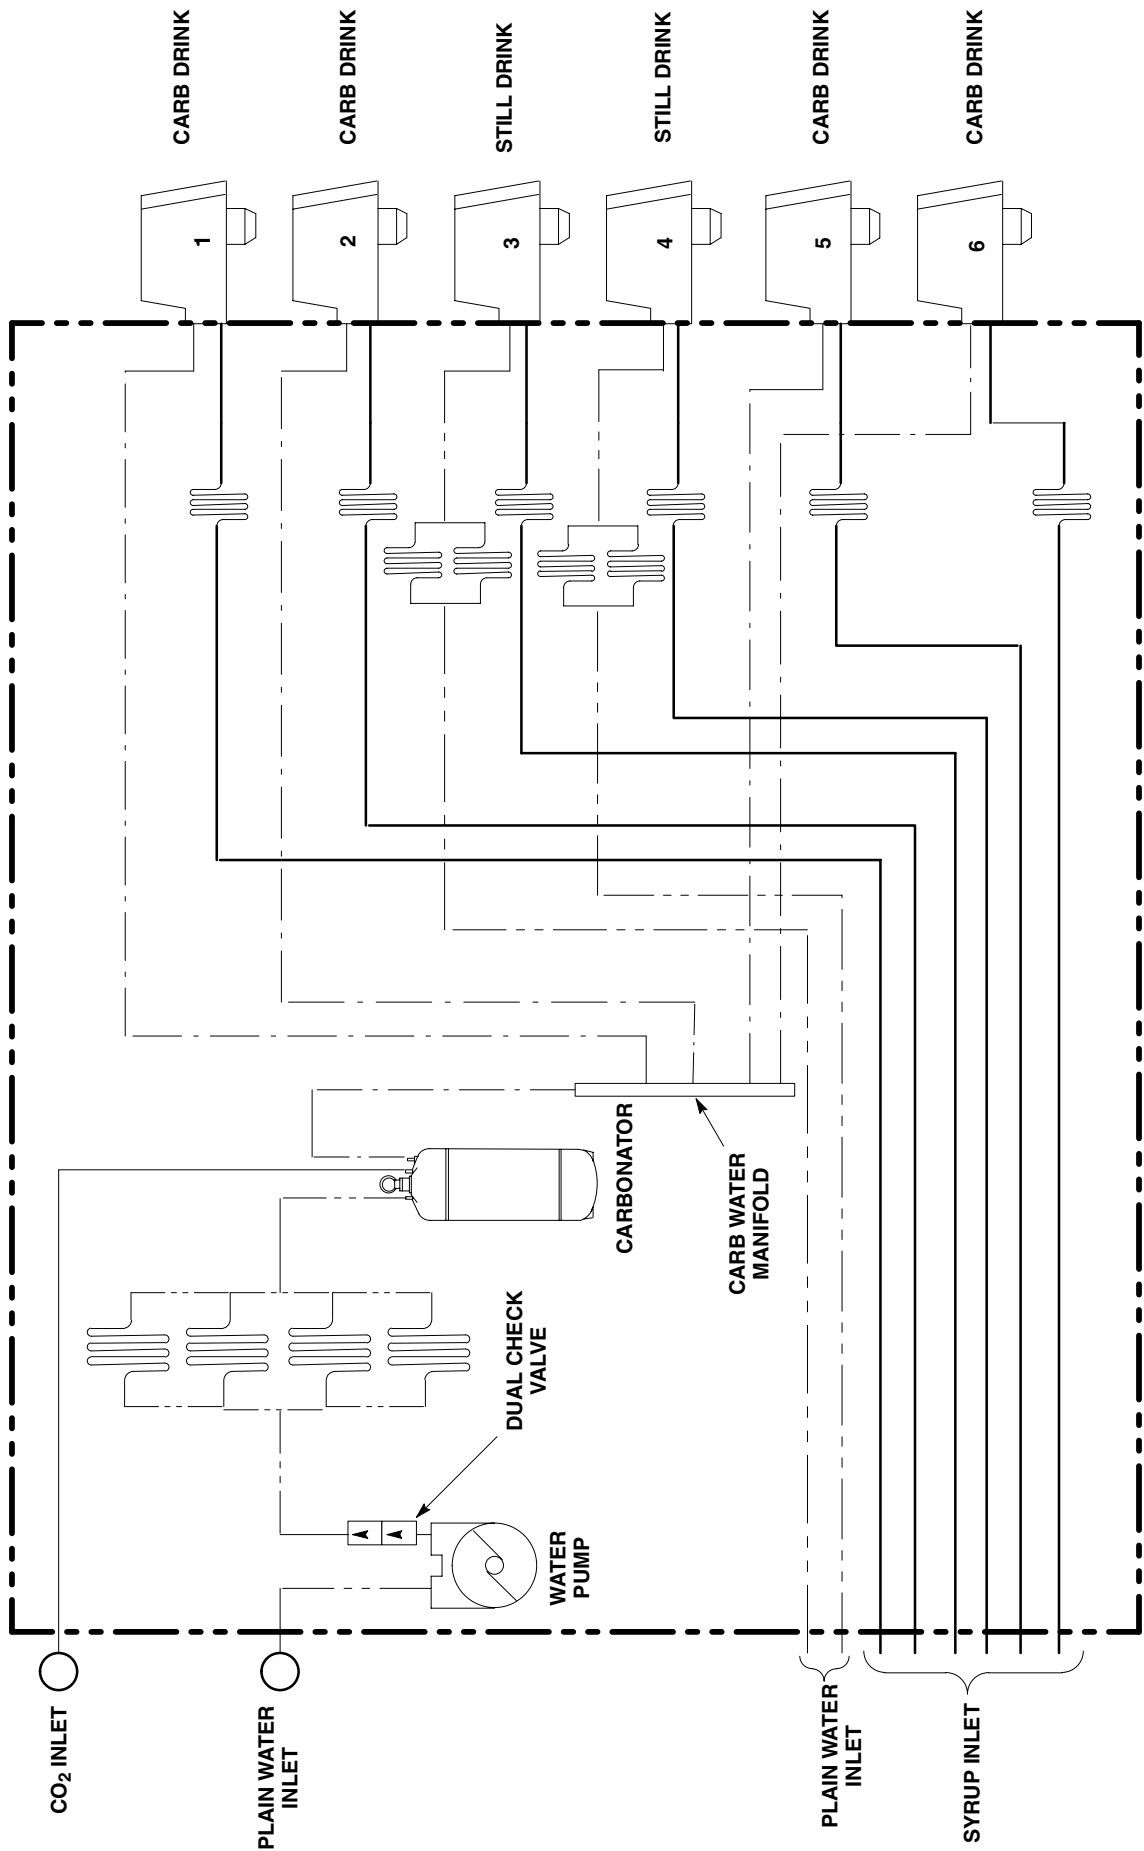 CARB DRINK
CARB DRINK
STILL DRINK
STILL DRINK
CARB DRINK
CARB DRINK
1
2
3
4
5
6
CARBONATOR
CARB WATER
MANIFOLD
DUAL CHECK
VALVE
WATER
PUMP
CO2 INLET
PLAIN WATER
INLET
PLAIN WATER
INLET
SYRUP INLET